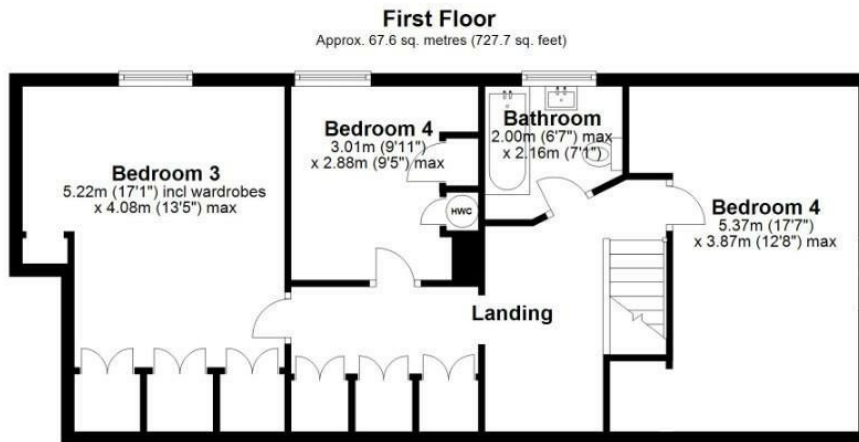 First Floor
Approx. 67.6 sq. metres (727.7 sq. feet)
Bedroom 3
5.22m (17'1") incl wardrobes
x 4.08m (13'5") max
Bedroom 4
3.01m (9'11")
x 2.88m (9'5") max
HWC
Bathroom
2.00m (6'7") max
x 2.16m (7'1")
Bedroom 4
5.37m (17'7")
x 3.87m (12'8") max
Landing